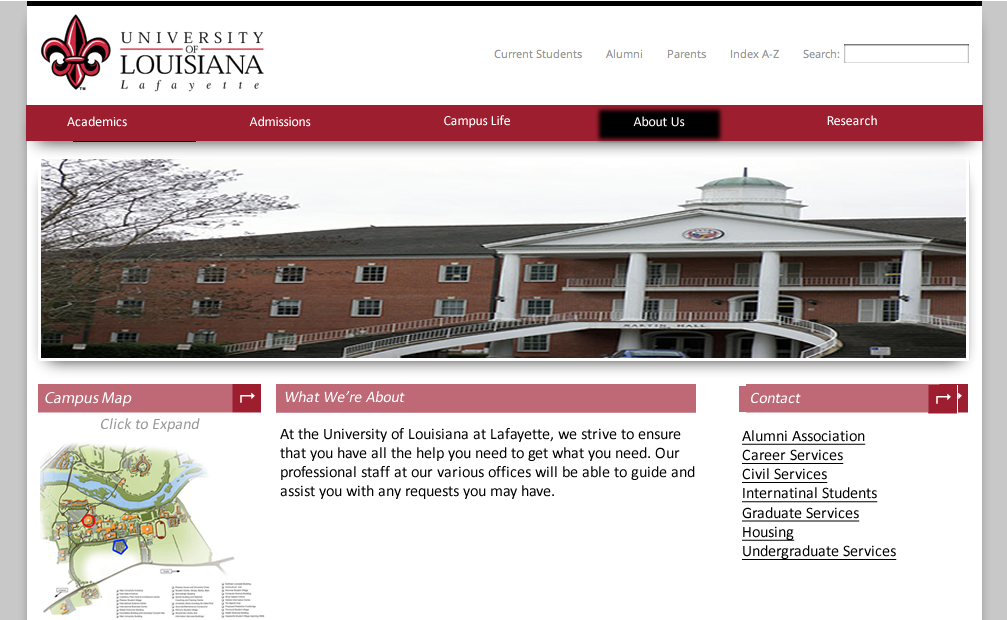 UNIVERSITY
OF
LOUISIANA
Lafayette
TM
Current Students Alumni Parents Index A-Z Search:
Academics Admissions Campus Life About Us Research
MARTIN HALL
Campus Map
Click to Expand
What We're About
At the University of Louisiana at Lafayette, we strive to ensure
that you have all the help you need to get what you need. Our
professional staff at our various offices will be able to guide and
assist you with any requests you may have.
Contact
Alumni Association
Career Services
Civil Services
Internatinal Students
Graduate Services
Housing
Undergraduate Services